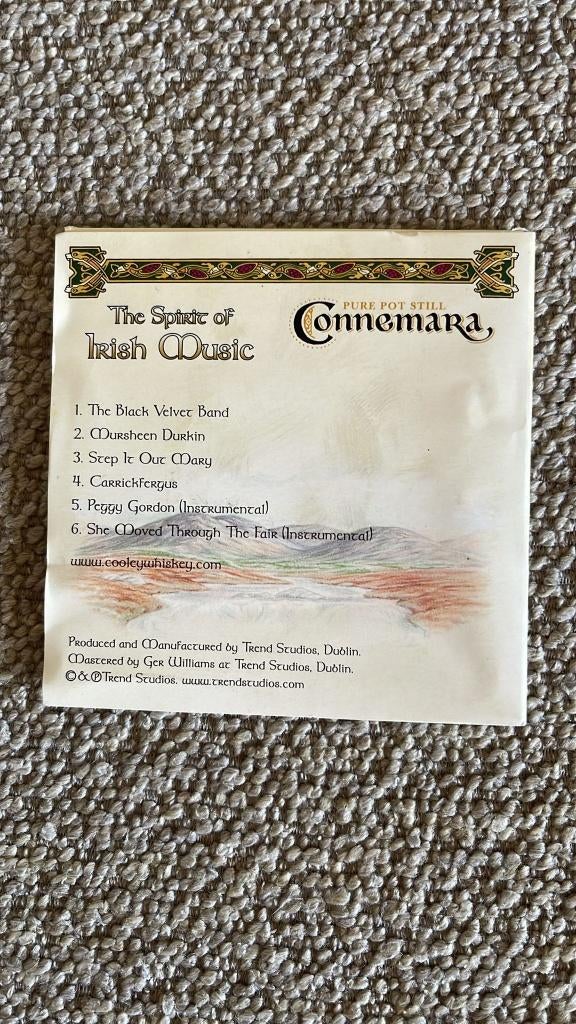 The Spirit of
Irish Music
PURE POT STILL
Connemara
1. The Black Velvet Band
2. Mursheen Durkin
3. Step It Out Mary
4. Carrickfergus
5. Peggy Gordon (Instrumental)
6. She Moved Through The Fair (Instrumental)
www.cooleywhiskey.com
Produced and Manufactured by Trend Studios, Dublin.
Mastered by Ger Williams at Trend Studios, Dublin.
© & ℗ Trend Studios. www.trendstudios.com